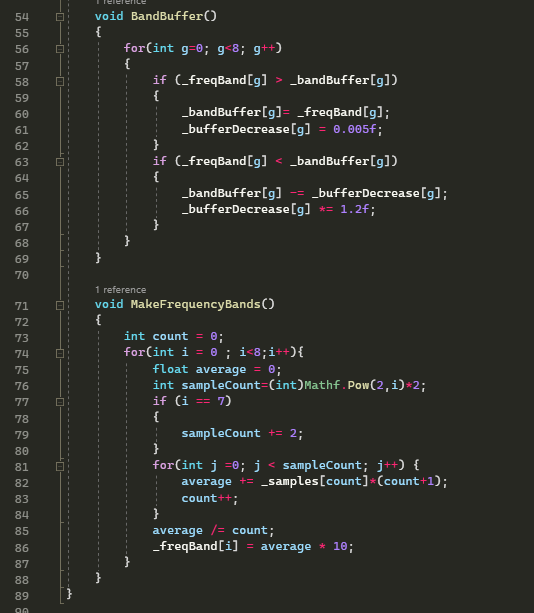 1 reference
54 void BandBuffer()
55 {
56 for(int g=0; g<8; g++)
57 {
58 if (_freqBand[g] > _bandBuffer[g])
59 {
60 _bandBuffer[g]= _freqBand[g];
61 _bufferDecrease[g] = 0.005f;
62 }
63 if (_freqBand[g] < _bandBuffer[g])
64 {
65 _bandBuffer[g] -= _bufferDecrease[g];
66 _bufferDecrease[g] *= 1.2f;
67 }
68 }
69 }
70
1 reference
71 void MakeFrequencyBands()
72 {
73 int count = 0;
74 for(int i = 0 ; i<8;i++){
75 float average = 0;
76 int sampleCount=(int)Mathf.Pow(2,i)*2;
77 if (i == 7)
78 {
79 sampleCount += 2;
80 }
81 for(int j =0; j < sampleCount; j++) {
82 average += _samples[count]*(count+1);
83 count++;
84 }
85 average /= count;
86 _freqBand[i] = average * 10;
87 }
88 }
89 }
90